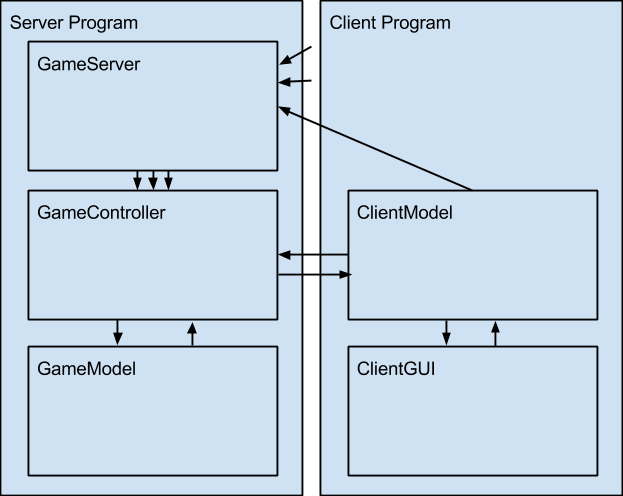 Server Program
GameServer
GameController
GameModel
Client Program
ClientModel
ClientGUI